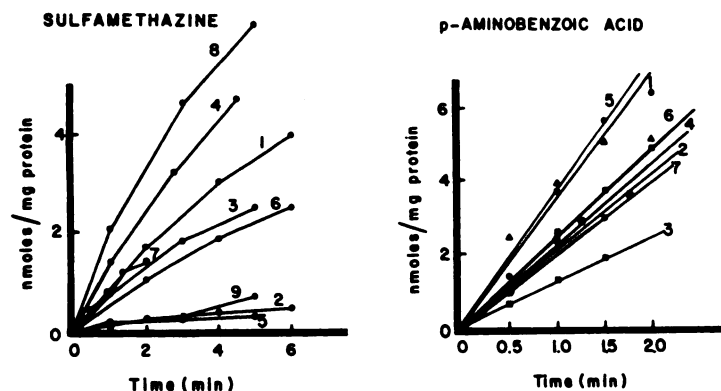 SULFAMETHAZINE
8
4
1
3
7
6
9
2
5
4
2
0
nmoles/mg protein
0 2 4 6
Time (min)
p-AMINOBENZOIC ACID
5
1
6
4
2
7
3
6
4
2
0
nmoles/mg protein
0 0.5 1.0 1.5 2.0
Time (min)